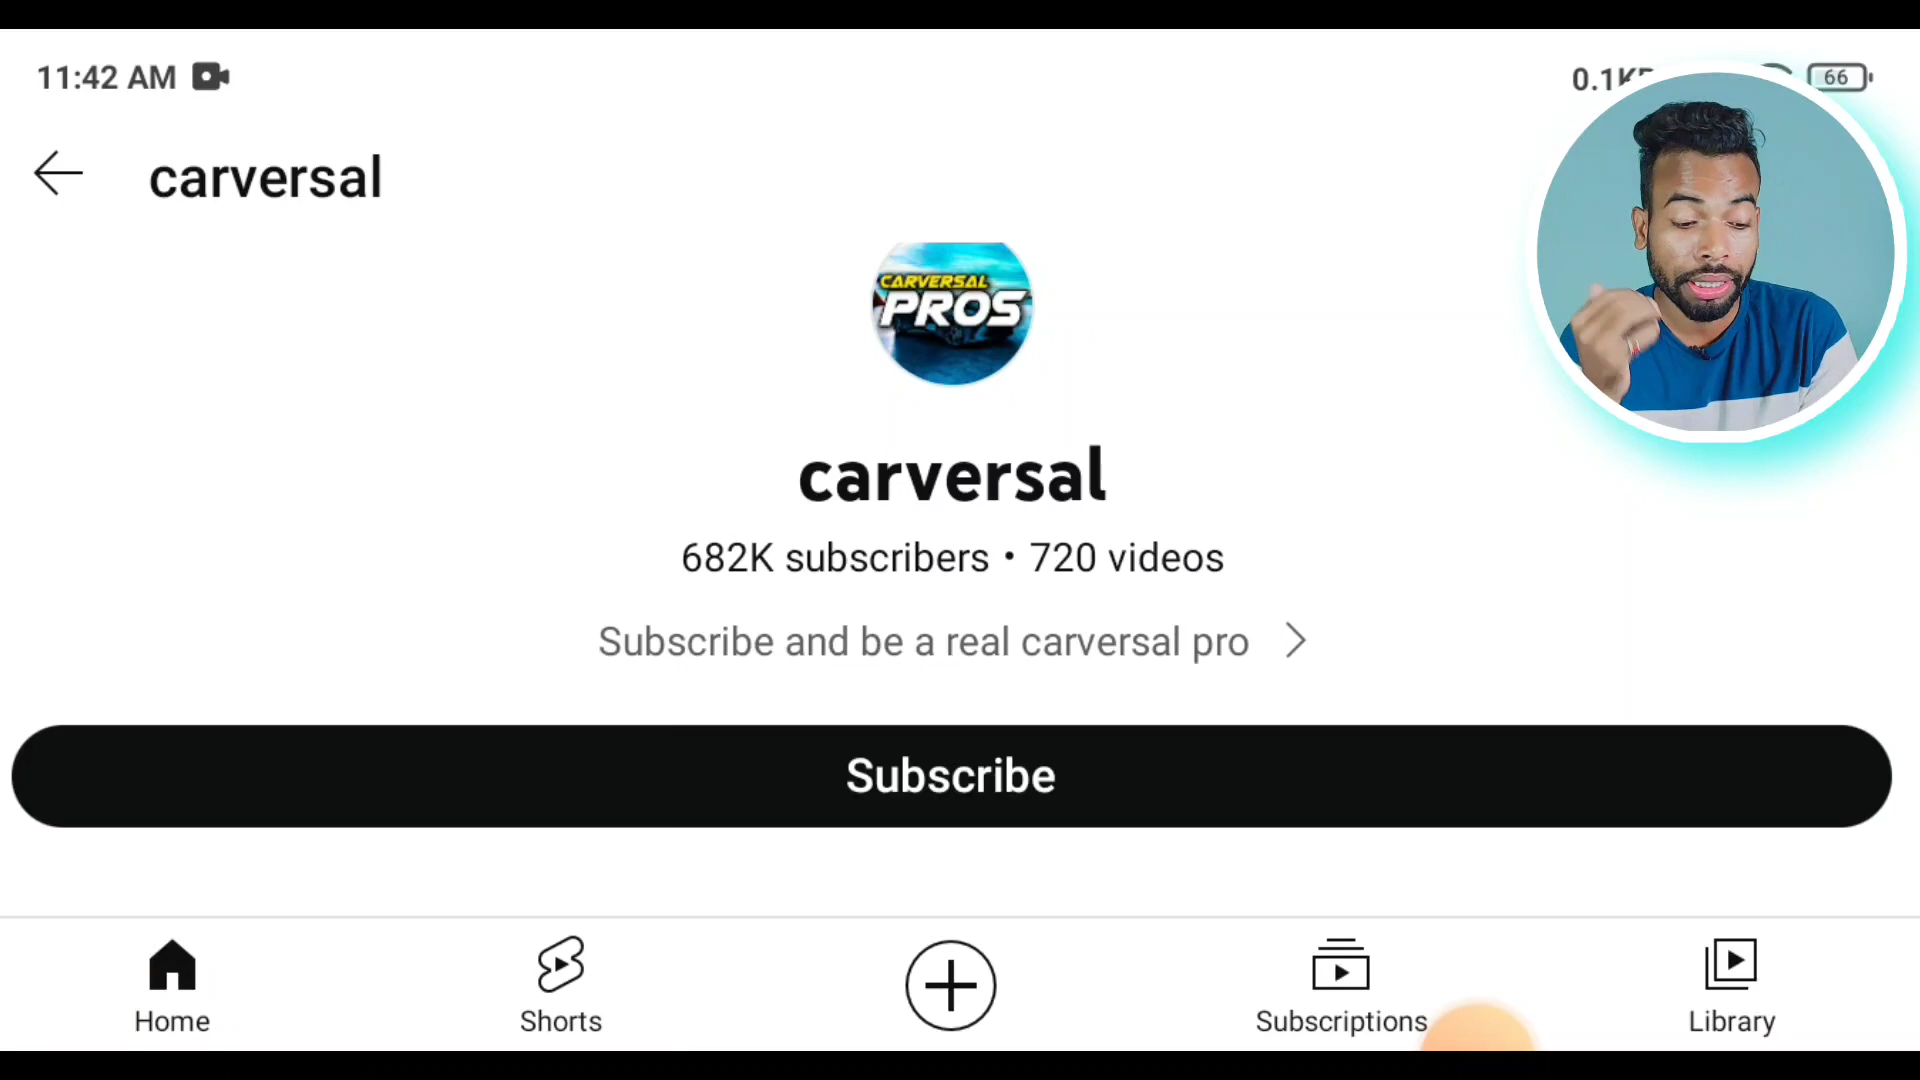 11:42 AM
66
carversal
CARVERSAL
PROS
carversal
682K subscribers • 720 videos
Subscribe and be a real carversal pro
Subscribe
Home
Shorts
Subscriptions
Library